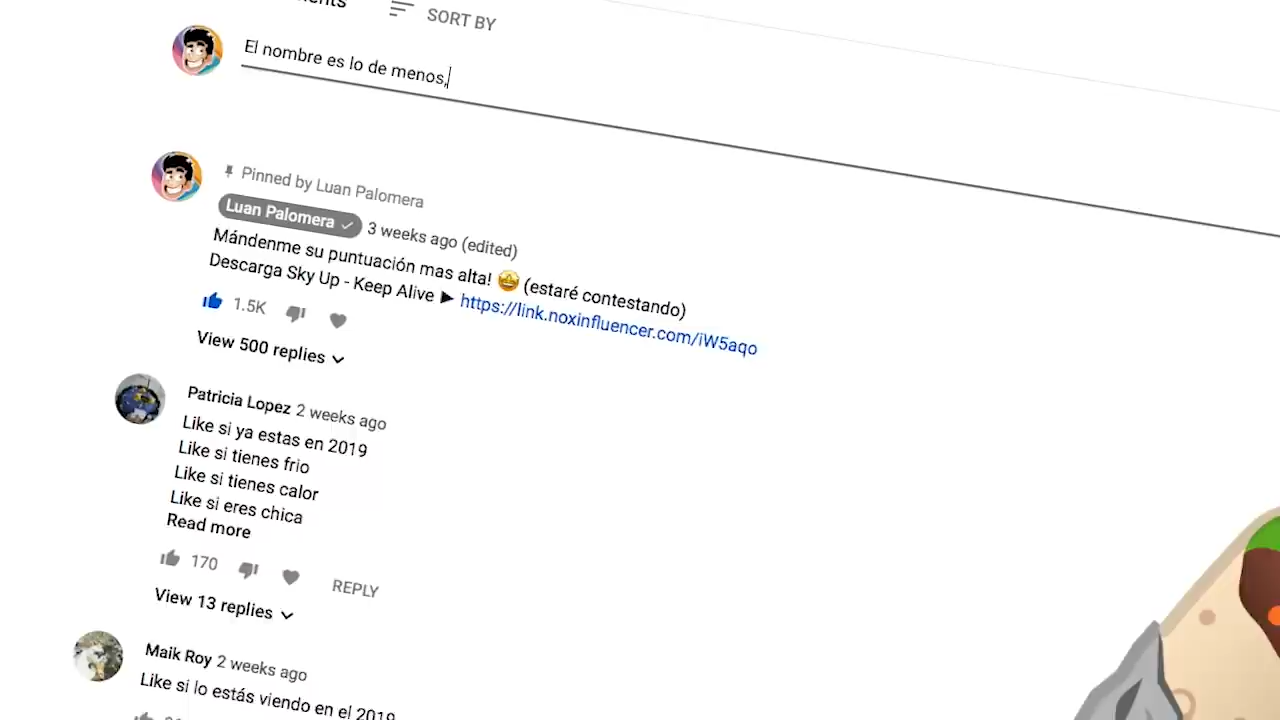 SORT BY
El nombre es lo de menos,
Pinned by Luan Palomera
Luan Palomera 3 weeks ago (edited)
Mándenme su puntuación mas alta! 🤩 (estaré contestando)
Descarga Sky Up - Keep Alive ► https://link.noxinfluencer.com/iW5aqo
1.5K
View 500 replies
Patricia Lopez 2 weeks ago
Like si ya estas en 2019
Like si tienes frio
Like si tienes calor
Like si eres chica
Read more
170 REPLY
View 13 replies
Maik Roy 2 weeks ago
Like si lo estás viendo en el 2019